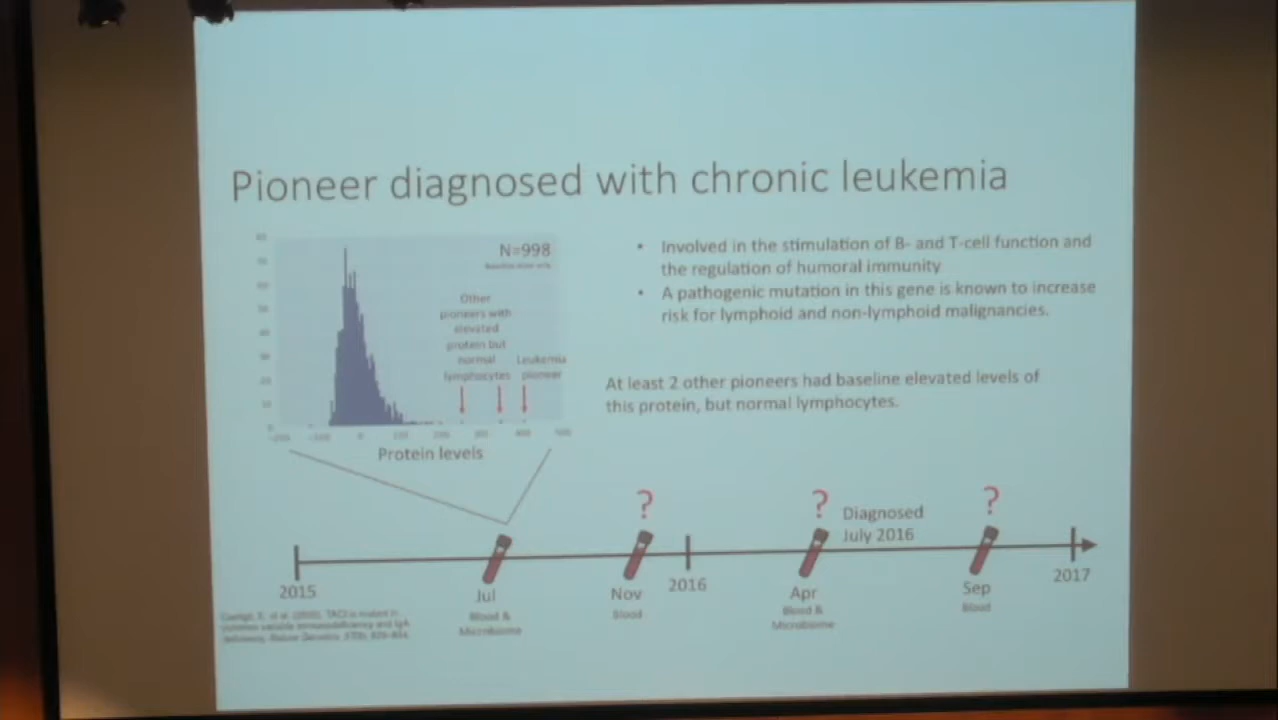 Pioneer diagnosed with chronic leukemia
N=998
Other
pioneers with
elevated
protein but
normal
lymphocytes
Leukemia
pioneer
Protein levels
• Involved in the stimulation of B- and T-cell function and
the regulation of humoral immunity
• A pathogenic mutation in this gene is known to increase
risk for lymphoid and non-lymphoid malignancies.
At least 2 other pioneers had baseline elevated levels of
this protein, but normal lymphocytes.
? ? ?
Diagnosed
July 2016
2015
Jul
Blood &
Microbiome
Nov
Blood
2016
Apr
Blood &
Microbiome
Sep
Blood
2017